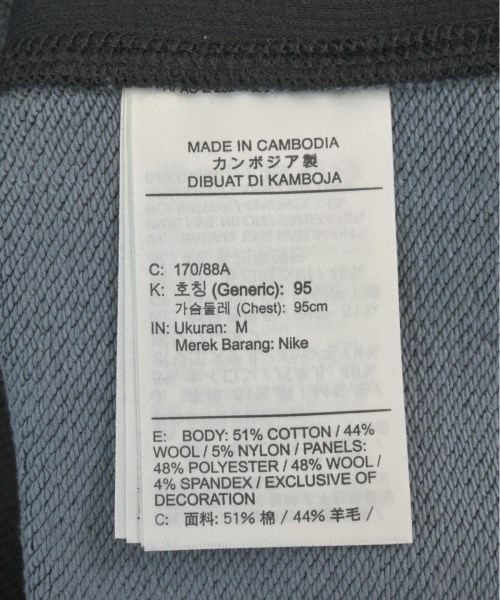 MADE IN CAMBODIA
カンボジア製
DIBUAT DI KAMBOJA
C: 170/88A
K: 호칭 (Generic): 95
가슴둘레 (Chest): 95cm
IN: Ukuran: M
Merek Barang: Nike
E: BODY: 51% COTTON / 44%
WOOL / 5% NYLON / PANELS:
48% POLYESTER / 48% WOOL /
4% SPANDEX / EXCLUSIVE OF
DECORATION
C: 面料: 51% 棉 / 44% 羊毛 /